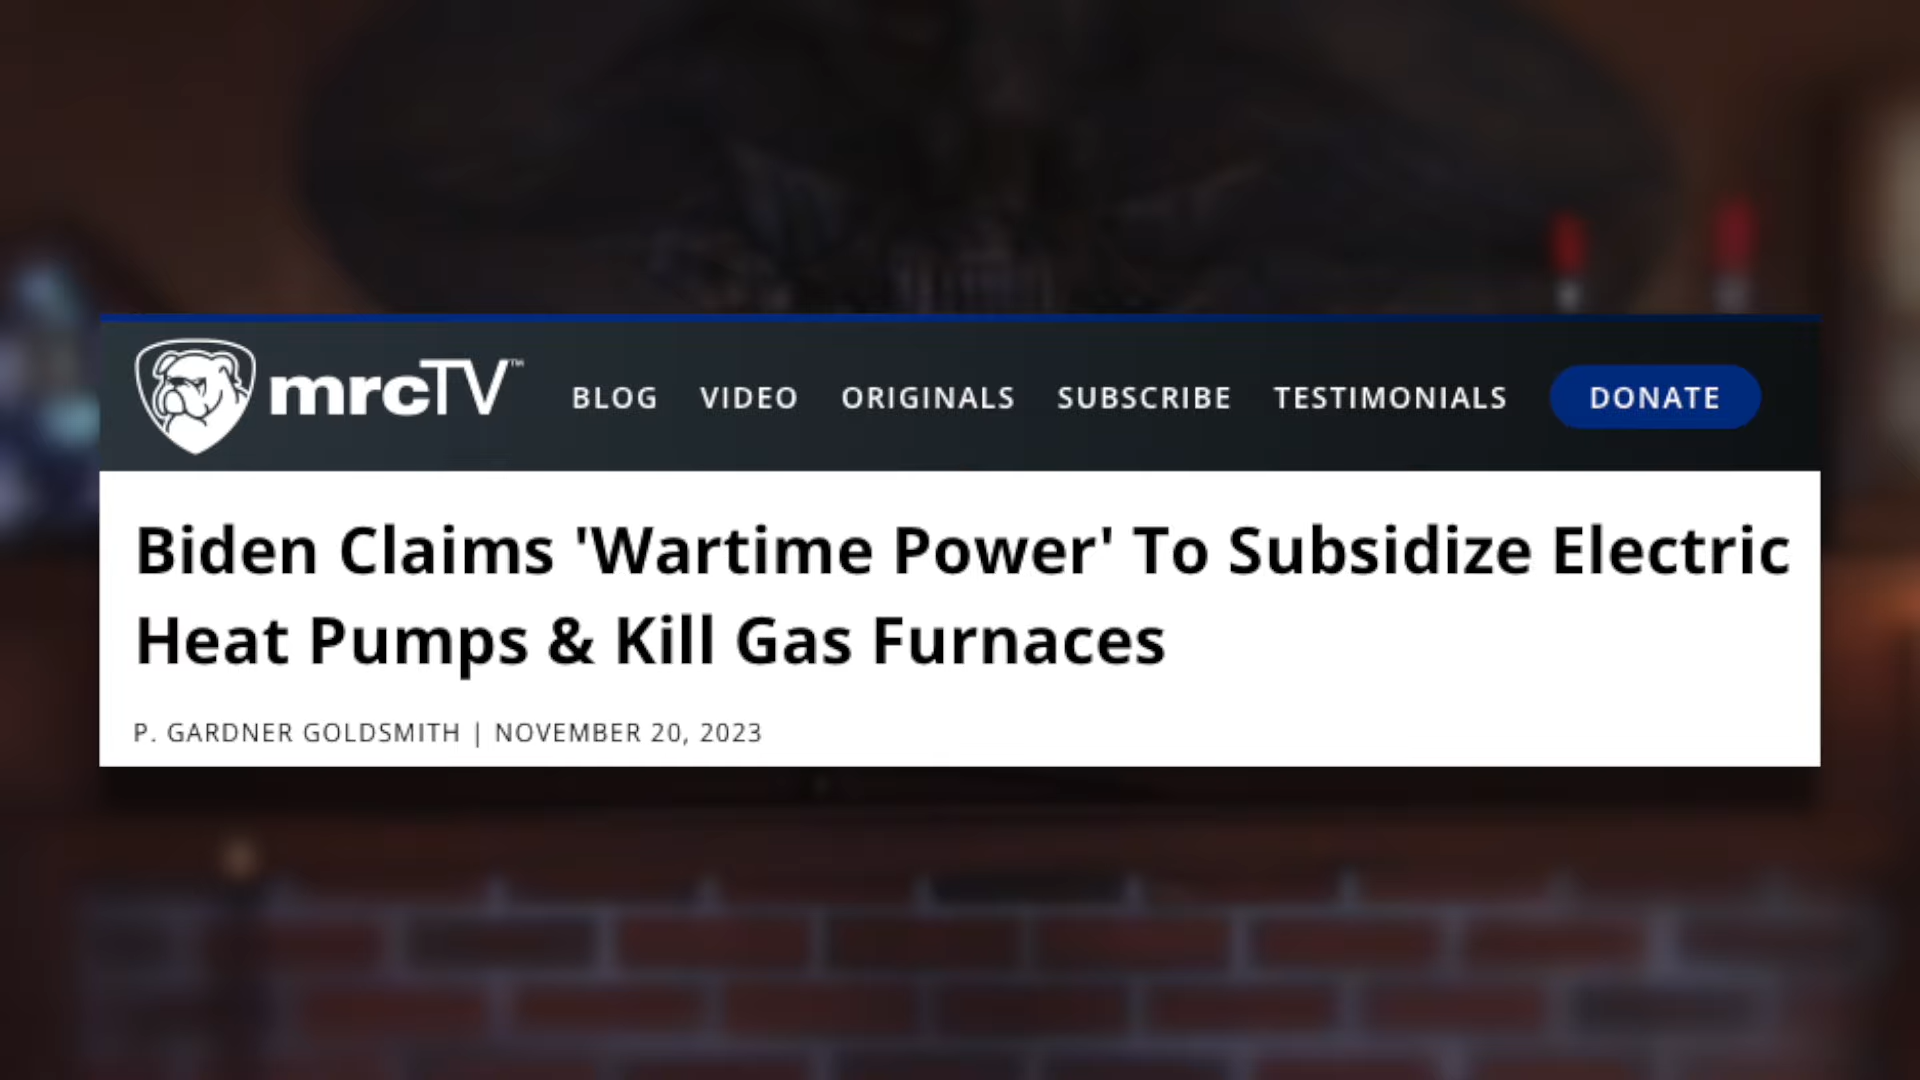 mrcTV™ BLOG VIDEO ORIGINALS SUBSCRIBE TESTIMONIALS DONATE
Biden Claims 'Wartime Power' To Subsidize Electric
Heat Pumps & Kill Gas Furnaces
P. GARDNER GOLDSMITH | NOVEMBER 20, 2023